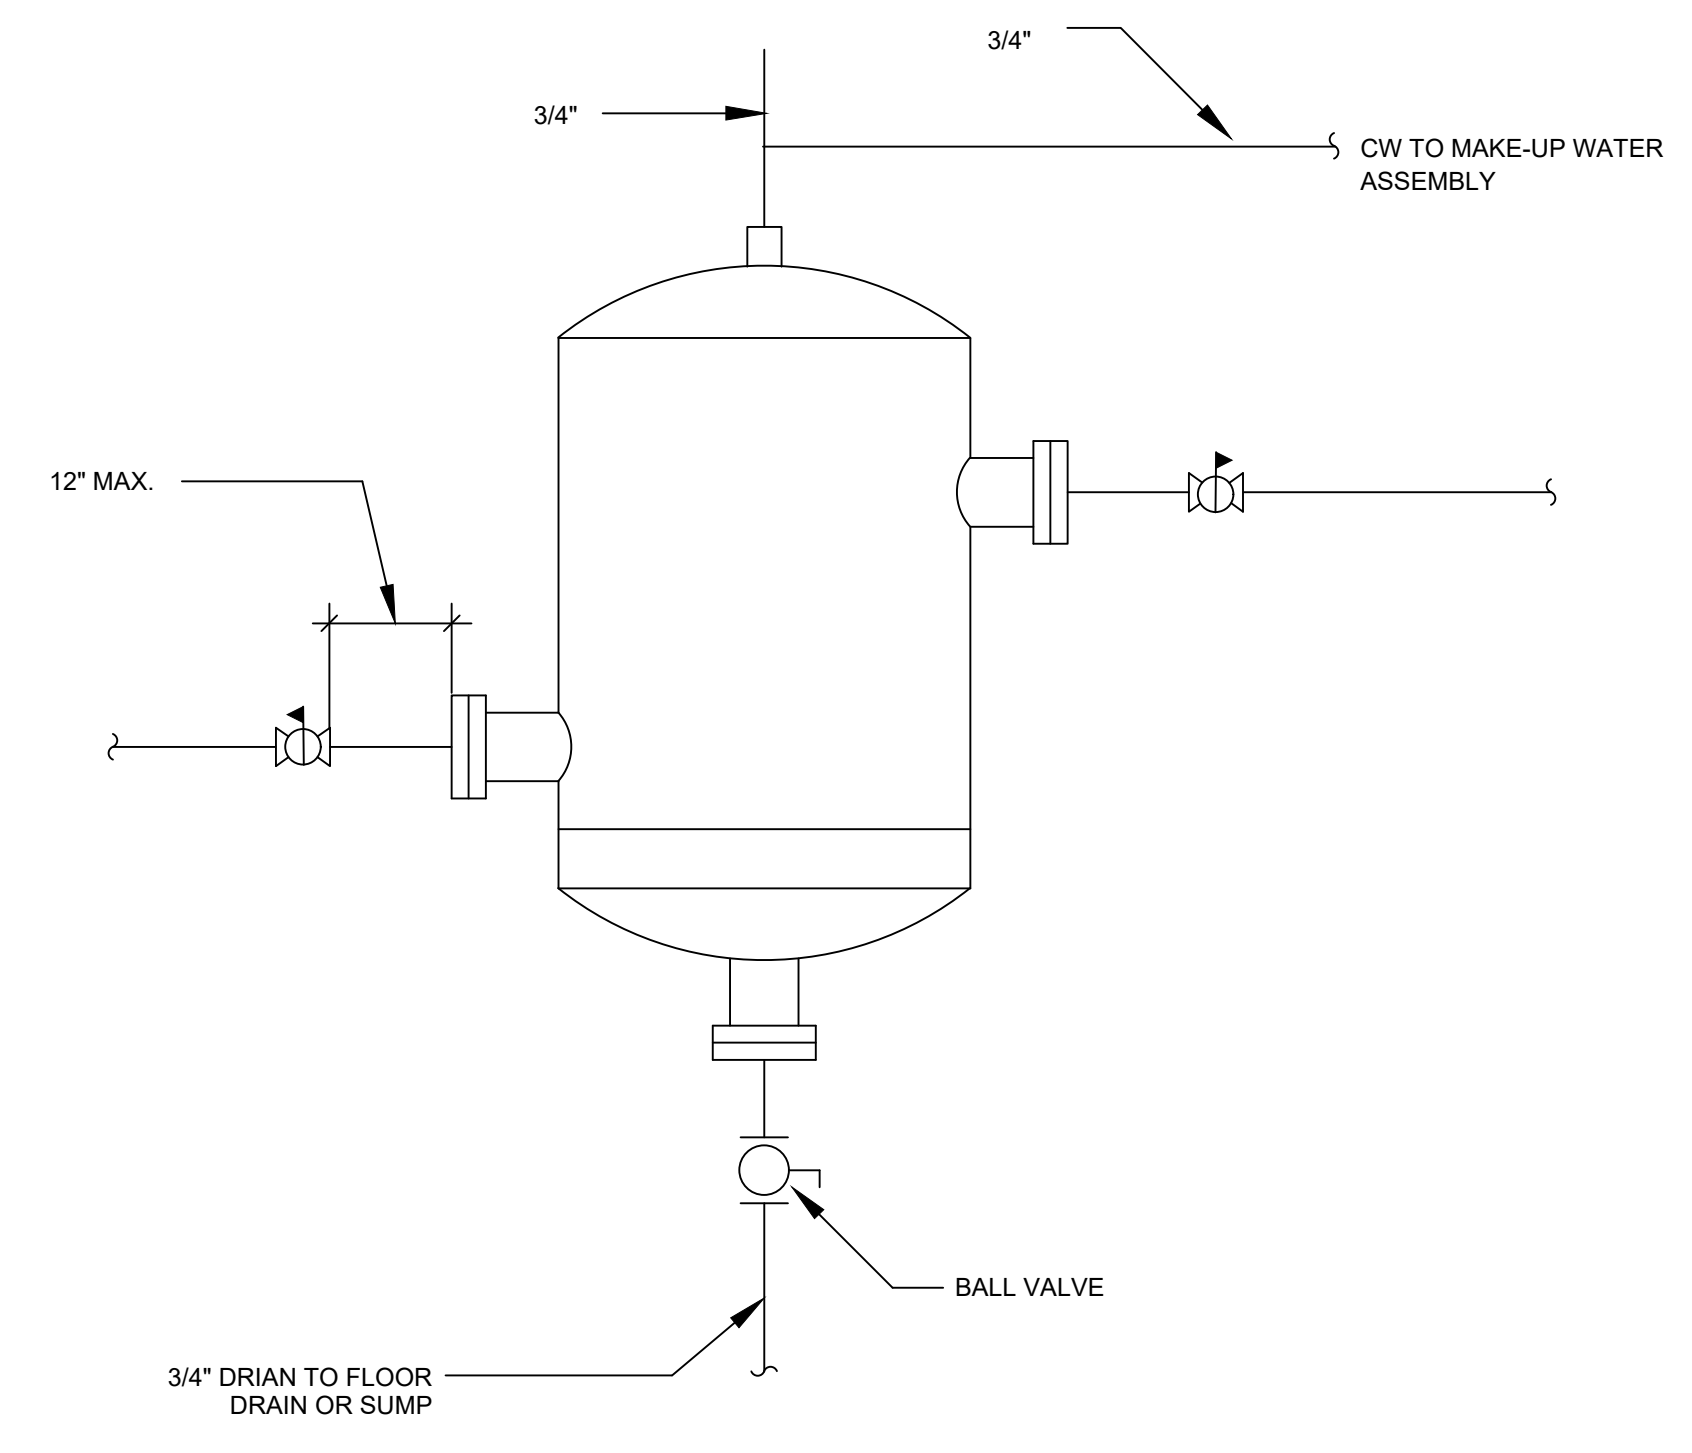 3/4"
3/4"
CW TO MAKE-UP WATER
ASSEMBLY
12" MAX.
BALL VALVE
3/4" DRIAN TO FLOOR
DRAIN OR SUMP